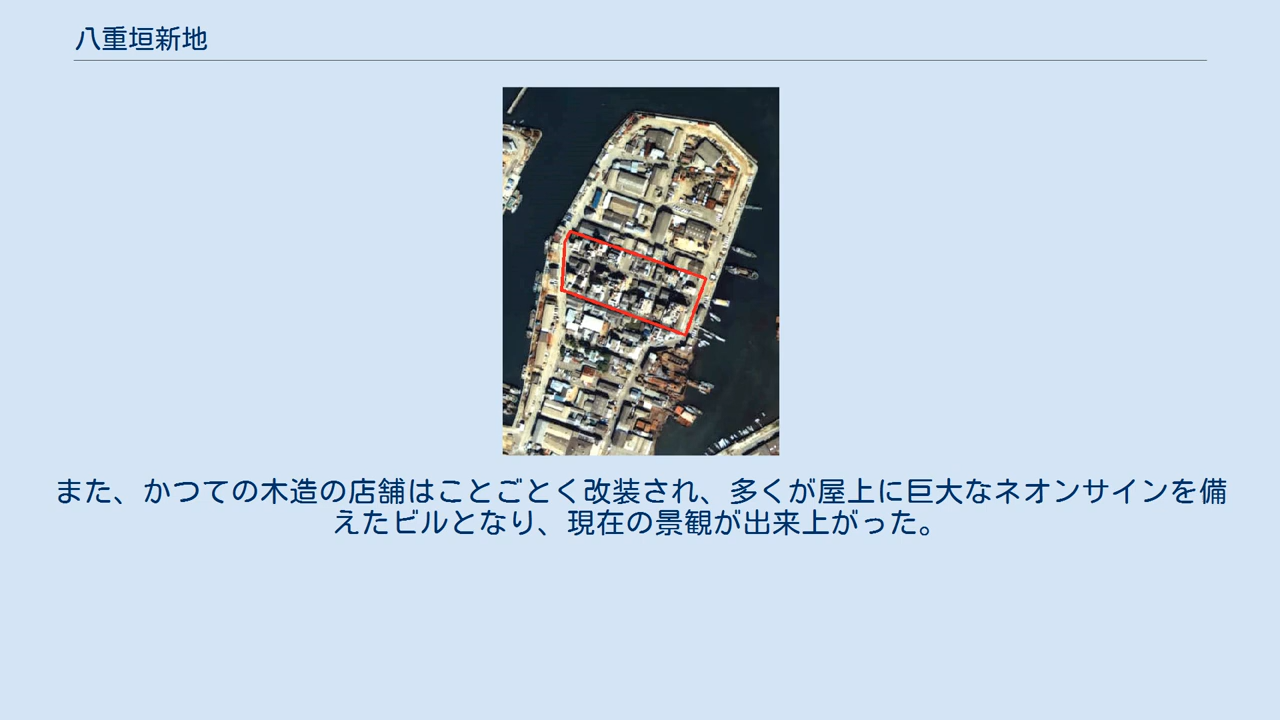 八重垣新地
また、かつての木造の店舗はことごとく改装され、多くが屋上に巨大なネオンサインを備
えたビルとなり、現在の景観が出来上がった。